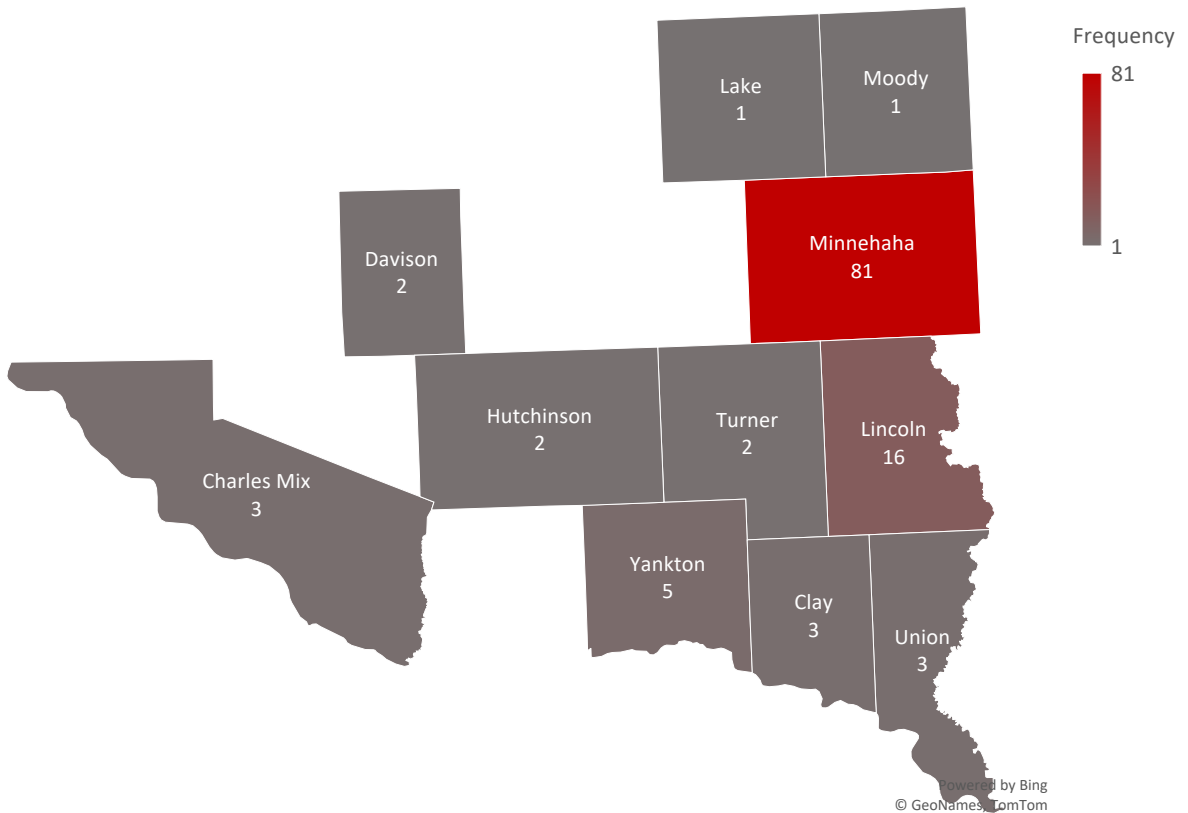 Frequency
81
1
Lake
1
Moody
1
Minnehaha
81
Davison
2
Hutchinson
2
Turner
2
Lincoln
16
Charles Mix
3
Yankton
5
Clay
3
Union
3
Powered by Bing
© GeoNames, TomTom